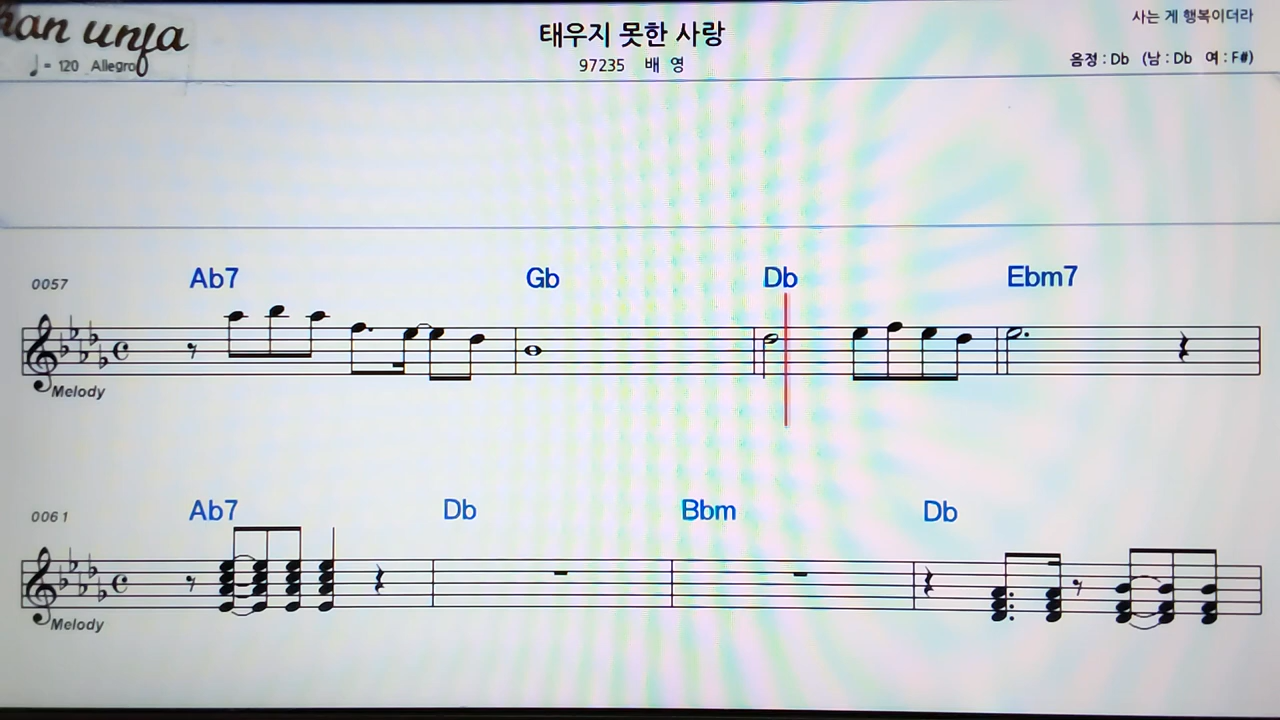 han unfa
♩= 120 Allegro
태우지 못한 사랑
97235 배 영
사는 게 행복이더라
음정 : Db (남 : Db 여 : F#)
0057
Ab7 Gb Db Ebm7
Melody
0061
Ab7 Db Bbm Db
Melody